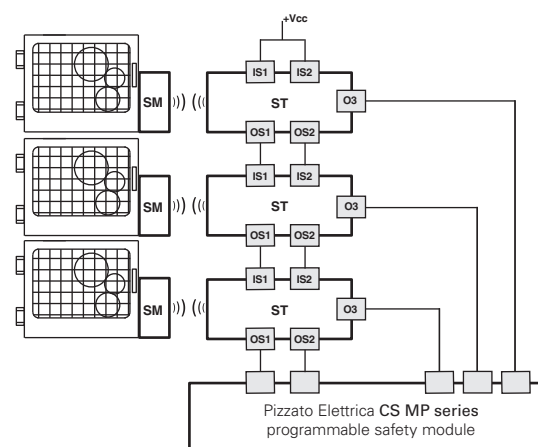 +Vcc
IS1 IS2
SM ST O3
OS1 OS2
IS1 IS2
SM ST O3
OS1 OS2
IS1 IS2
SM ST O3
OS1 OS2
Pizzato Elettrica CS MP series
programmable safety module